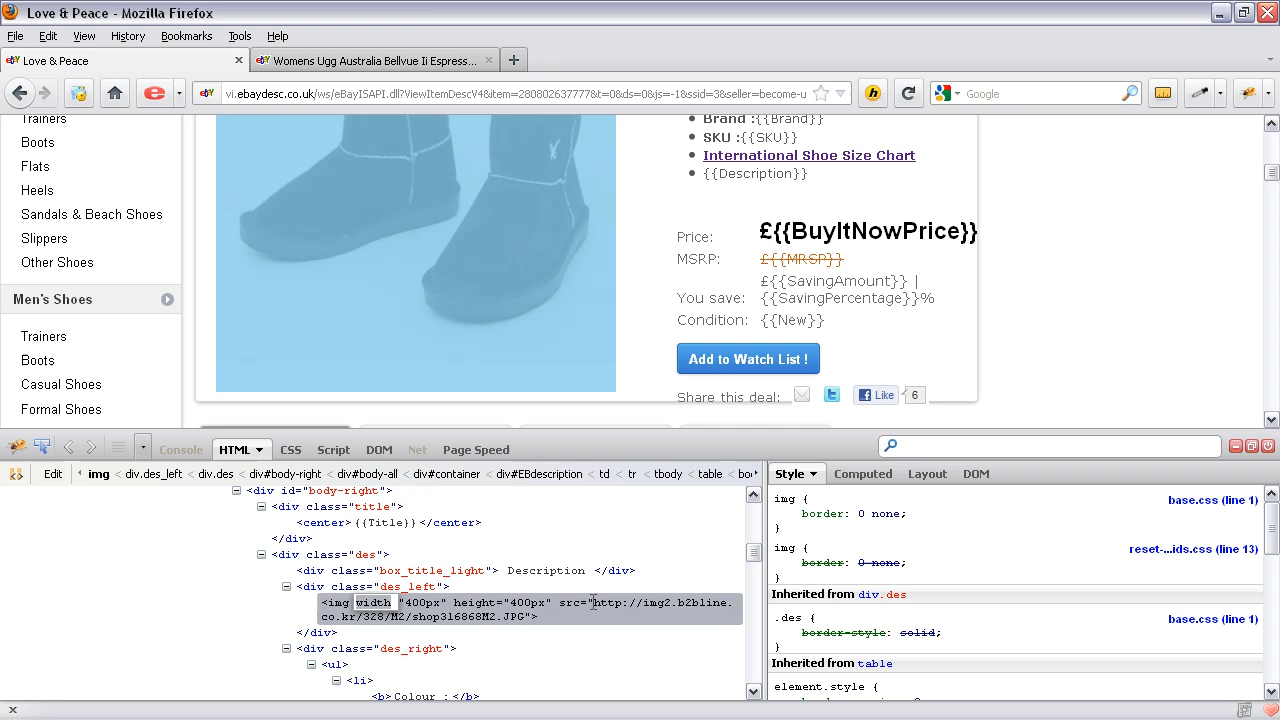 Love & Peace - Mozilla Firefox
File Edit View History Bookmarks Tools Help
Love & Peace
Womens Ugg Australia Bellvue Ii Espress...
vi.ebaydesc.co.uk/ws/eBayISAPI.dll?ViewItemDescV4&item=280802637777&t=0&ds=0&js=-1&ssid=3&seller=become-u
Google
Trainers
Boots
Flats
Heels
Sandals & Beach Shoes
Slippers
Other Shoes
Men's Shoes
Trainers
Boots
Casual Shoes
Formal Shoes
Brand :{{Brand}}
SKU :{{SKU}}
International Shoe Size Chart
{{Description}}
Price: £{{BuyItNowPrice}}
MSRP: £{{MRSP}}
£{{SavingAmount}} |
You save: {{SavingPercentage}}%
Condition: {{New}}
Add to Watch List !
Share this deal: Like 6
Console HTML CSS Script DOM Net Page Speed
Edit img < div.des_left < div.des < div#body-right < div#body-all < div#container < div#EBdescription < td < tr < tbody < table < bo
<div id="body-right">
<div class="title">
<center>{{Title}}</center>
</div>
<div class="des">
<div class="box_title_light"> Description </div>
<div class="des_left">
<img width="400px" height="400px" src="http://img2.b2bline.
co.kr/328/M2/shop316868M2.JPG">
</div>
<div class="des_right">
<ul>
<li>
<b>Colour :</b>
Style Computed Layout DOM
img { base.css (line 1)
border: 0 none;
}
img { reset-...ids.css (line 13)
border: 0 none;
}
Inherited from div.des
.des { base.css (line 1)
border-style: solid;
}
Inherited from table
element.style {